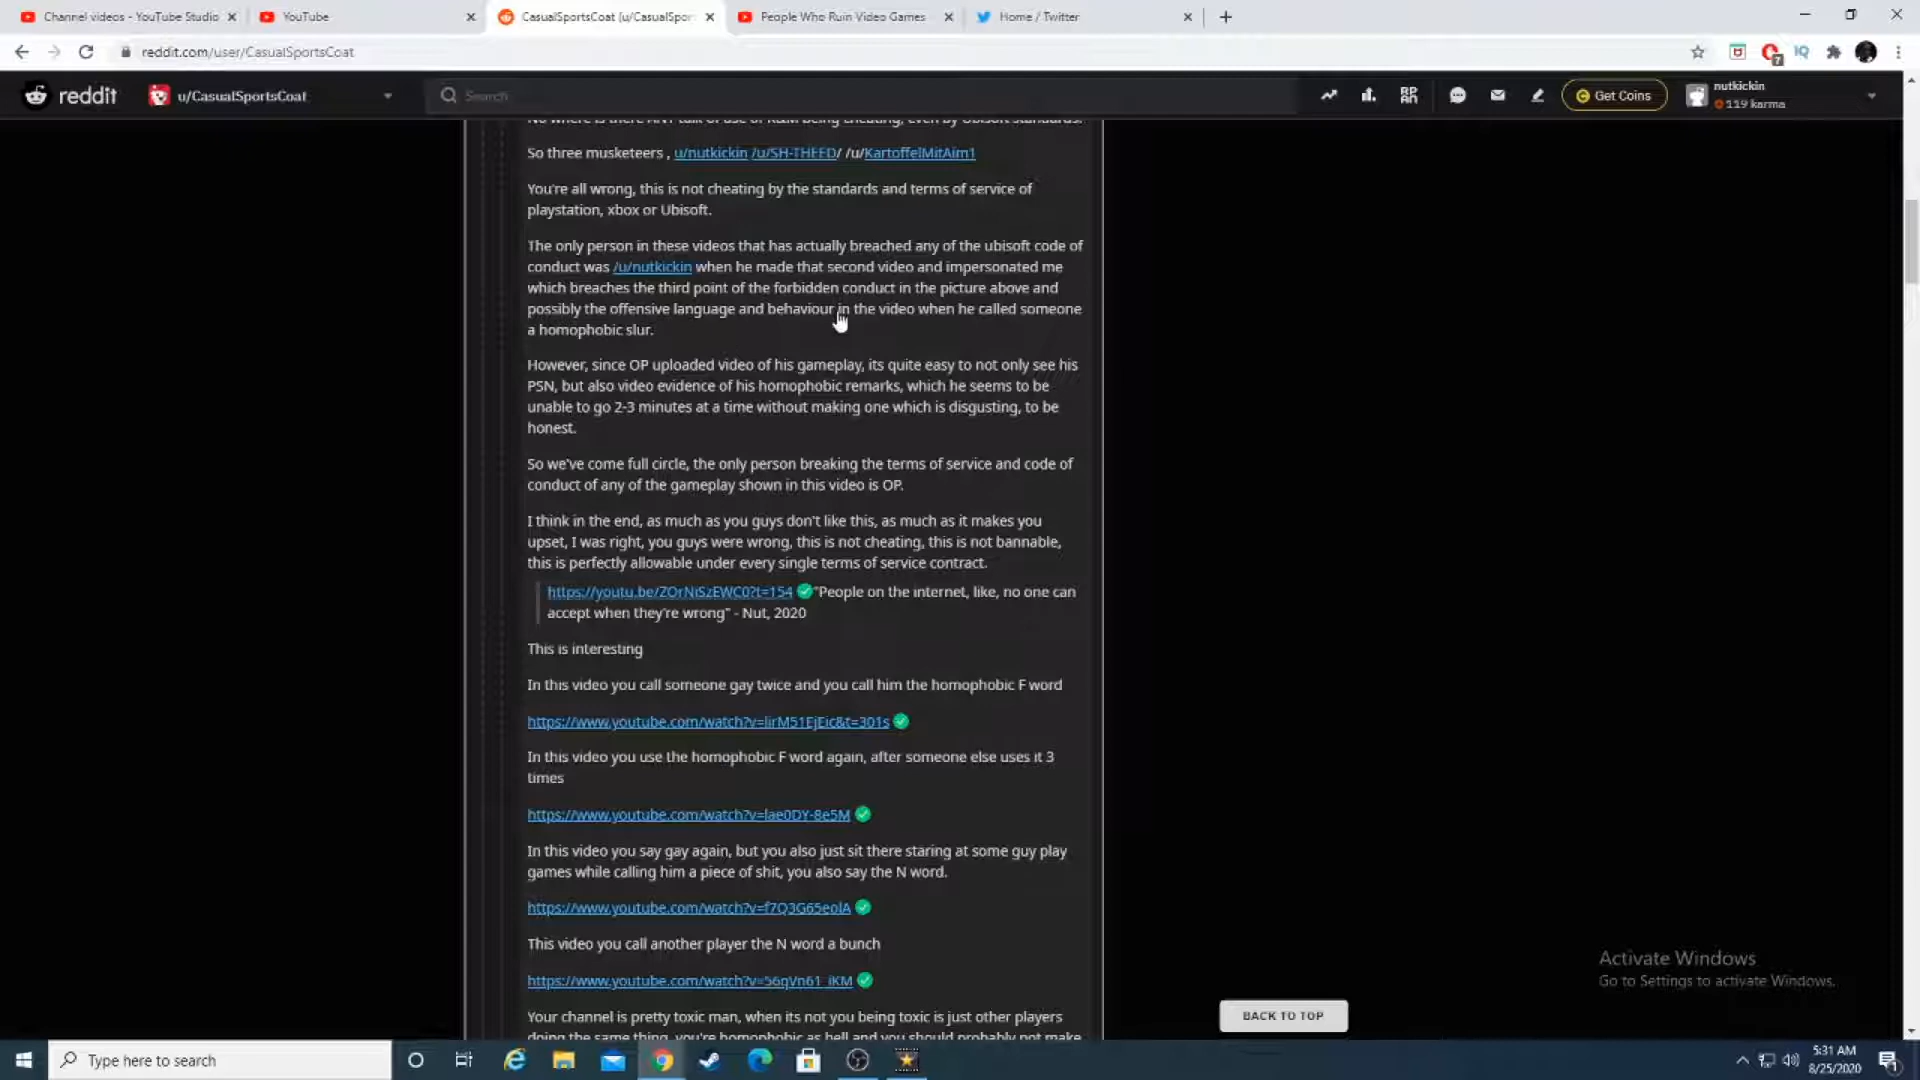 Channel videos - YouTube Studio
YouTube
CasualSportsCoat (u/CasualSpor
People Who Ruin Video Games
Home / Twitter
reddit.com/user/CasualSportsCoat
7
reddit
u/CasualSportsCoat
Search
Get Coins
nutkickin
119 karma
So three musketeers , u/nutkickin /u/SH-THEED/ /u/KartoffelMitAim1
You're all wrong, this is not cheating by the standards and terms of service of
playstation, xbox or Ubisoft.
The only person in these videos that has actually breached any of the ubisoft code of
conduct was /u/nutkickin when he made that second video and impersonated me
which breaches the third point of the forbidden conduct in the picture above and
possibly the offensive language and behaviour in the video when he called someone
a homophobic slur.
However, since OP uploaded video of his gameplay, its quite easy to not only see his
PSN, but also video evidence of his homophobic remarks, which he seems to be
unable to go 2-3 minutes at a time without making one which is disgusting, to be
honest.
So we've come full circle, the only person breaking the terms of service and code of
conduct of any of the gameplay shown in this video is OP.
I think in the end, as much as you guys don't like this, as much as it makes you
upset, I was right, you guys were wrong, this is not cheating, this is not bannable,
this is perfectly allowable under every single terms of service contract.
https://youtu.be/ZOrNiSzEWC0?t=154 "People on the internet, like, no one can
accept when they're wrong" - Nut, 2020
This is interesting
In this video you call someone gay twice and you call him the homophobic F word
https://www.youtube.com/watch?v=lirM51EjEic&t=301s
In this video you use the homophobic F word again, after someone else uses it 3
times
https://www.youtube.com/watch?v=lae0DY-8e5M
In this video you say gay again, but you also just sit there staring at some guy play
games while calling him a piece of shit, you also say the N word.
https://www.youtube.com/watch?v=f7Q3G65eolA
This video you call another player the N word a bunch
https://www.youtube.com/watch?v=56qVn61_iKM
Your channel is pretty toxic man, when its not you being toxic is just other players
doing the same thing, you're homophobic as hell and you should probably not make
BACK TO TOP
Activate Windows
Go to Settings to activate Windows.
Type here to search
5:31 AM
8/25/2020